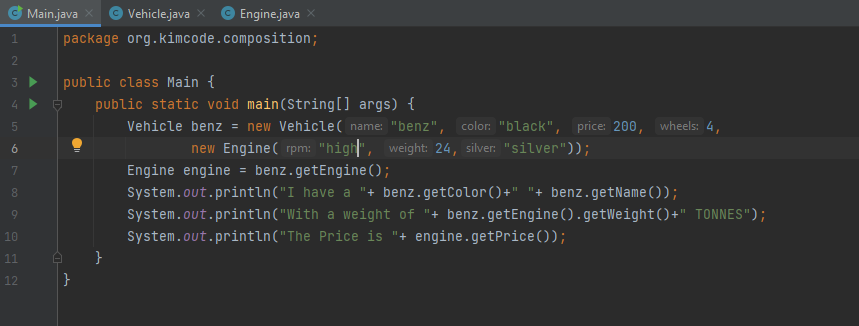 Main.java × Vehicle.java × Engine.java ×
1 package org.kimcode.composition;
2
3 public class Main {
4 public static void main(String[] args) {
5 Vehicle benz = new Vehicle( name: "benz", color: "black", price: 200, wheels: 4,
6 new Engine( rpm: "high", weight: 24, silver: "silver"));
7 Engine engine = benz.getEngine();
8 System.out.println("I have a "+ benz.getColor()+" "+ benz.getName());
9 System.out.println("With a weight of "+ benz.getEngine().getWeight()+" TONNES");
10 System.out.println("The Price is "+ engine.getPrice());
11 }
12 }